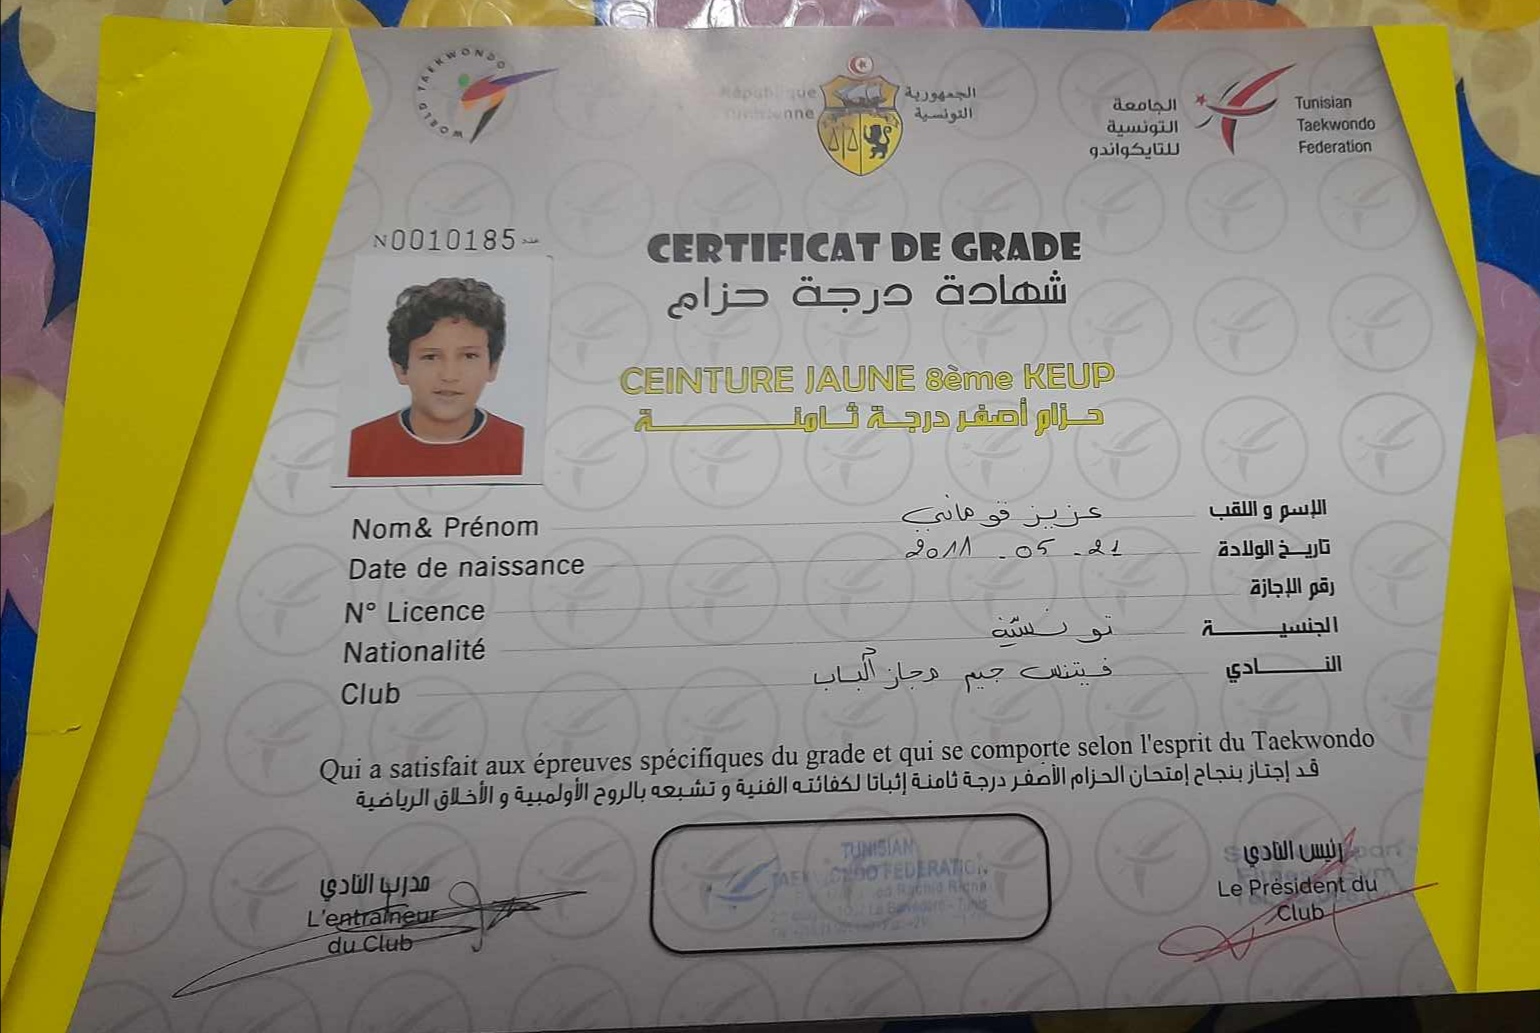 WORLD TAEKWONDO
République
Tunisienne
الجمهورية
التونسية
الجامعة
التونسية
للتايكواندو
Tunisian
Taekwondo
Federation
N0010185 عدد
CERTIFICAT DE GRADE
شهادة درجة حزام
CEINTURE JAUNE 8ème KEUP
حزام أصفر درجة ثامنة
Nom& Prénom عزيز قوماني الإسم و اللقب
Date de naissance 2011 - 05 - 21 تاريخ الولادة
N° Licence رقم الإجازة
Nationalité تونسية الجنسية
Club فيتنس جيم مجاز الباب النادي
Qui a satisfait aux épreuves spécifiques du grade et qui se comporte selon l'esprit du Taekwondo
قد إجتاز بنجاح إمتحان الحزام الأصفر درجة ثامنة إثباتا لكفائته الفنية و تشبعه بالروح الأولمبية و الأخلاق الرياضية
مدرب النادي
L'entraîneur
du Club
TUNISIAN
TAEKWONDO FEDERATION
رئيس النادي
Le Président du
Club